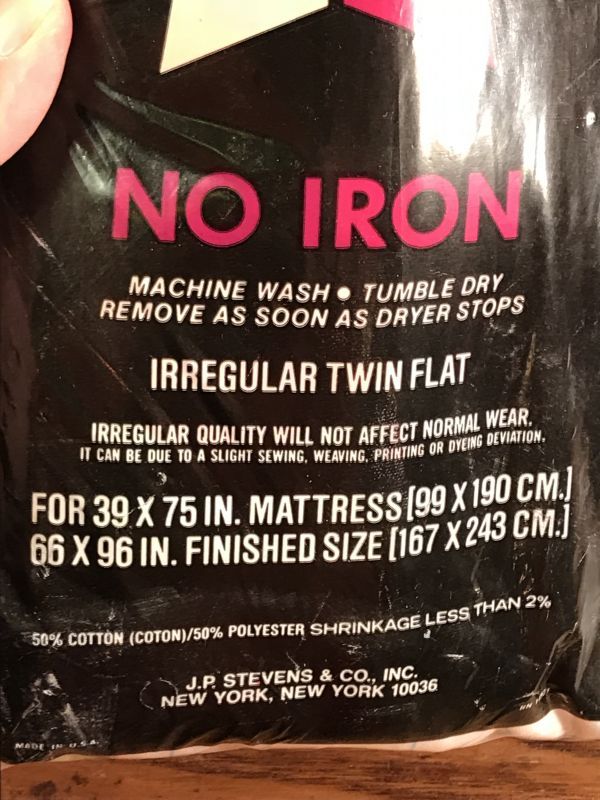 NO IRON
MACHINE WASH ● TUMBLE DRY
REMOVE AS SOON AS DRYER STOPS
IRREGULAR TWIN FLAT
IRREGULAR QUALITY WILL NOT AFFECT NORMAL WEAR.
IT CAN BE DUE TO A SLIGHT SEWING, WEAVING, PRINTING OR DYEING DEVIATION.
FOR 39 X 75 IN. MATTRESS [99 X 190 CM.]
66 X 96 IN. FINISHED SIZE [167 X 243 CM.]
50% COTTON (COTON)/50% POLYESTER SHRINKAGE LESS THAN 2%
J.P. STEVENS & CO., INC.
NEW YORK, NEW YORK 10036
MADE IN U.S.A.